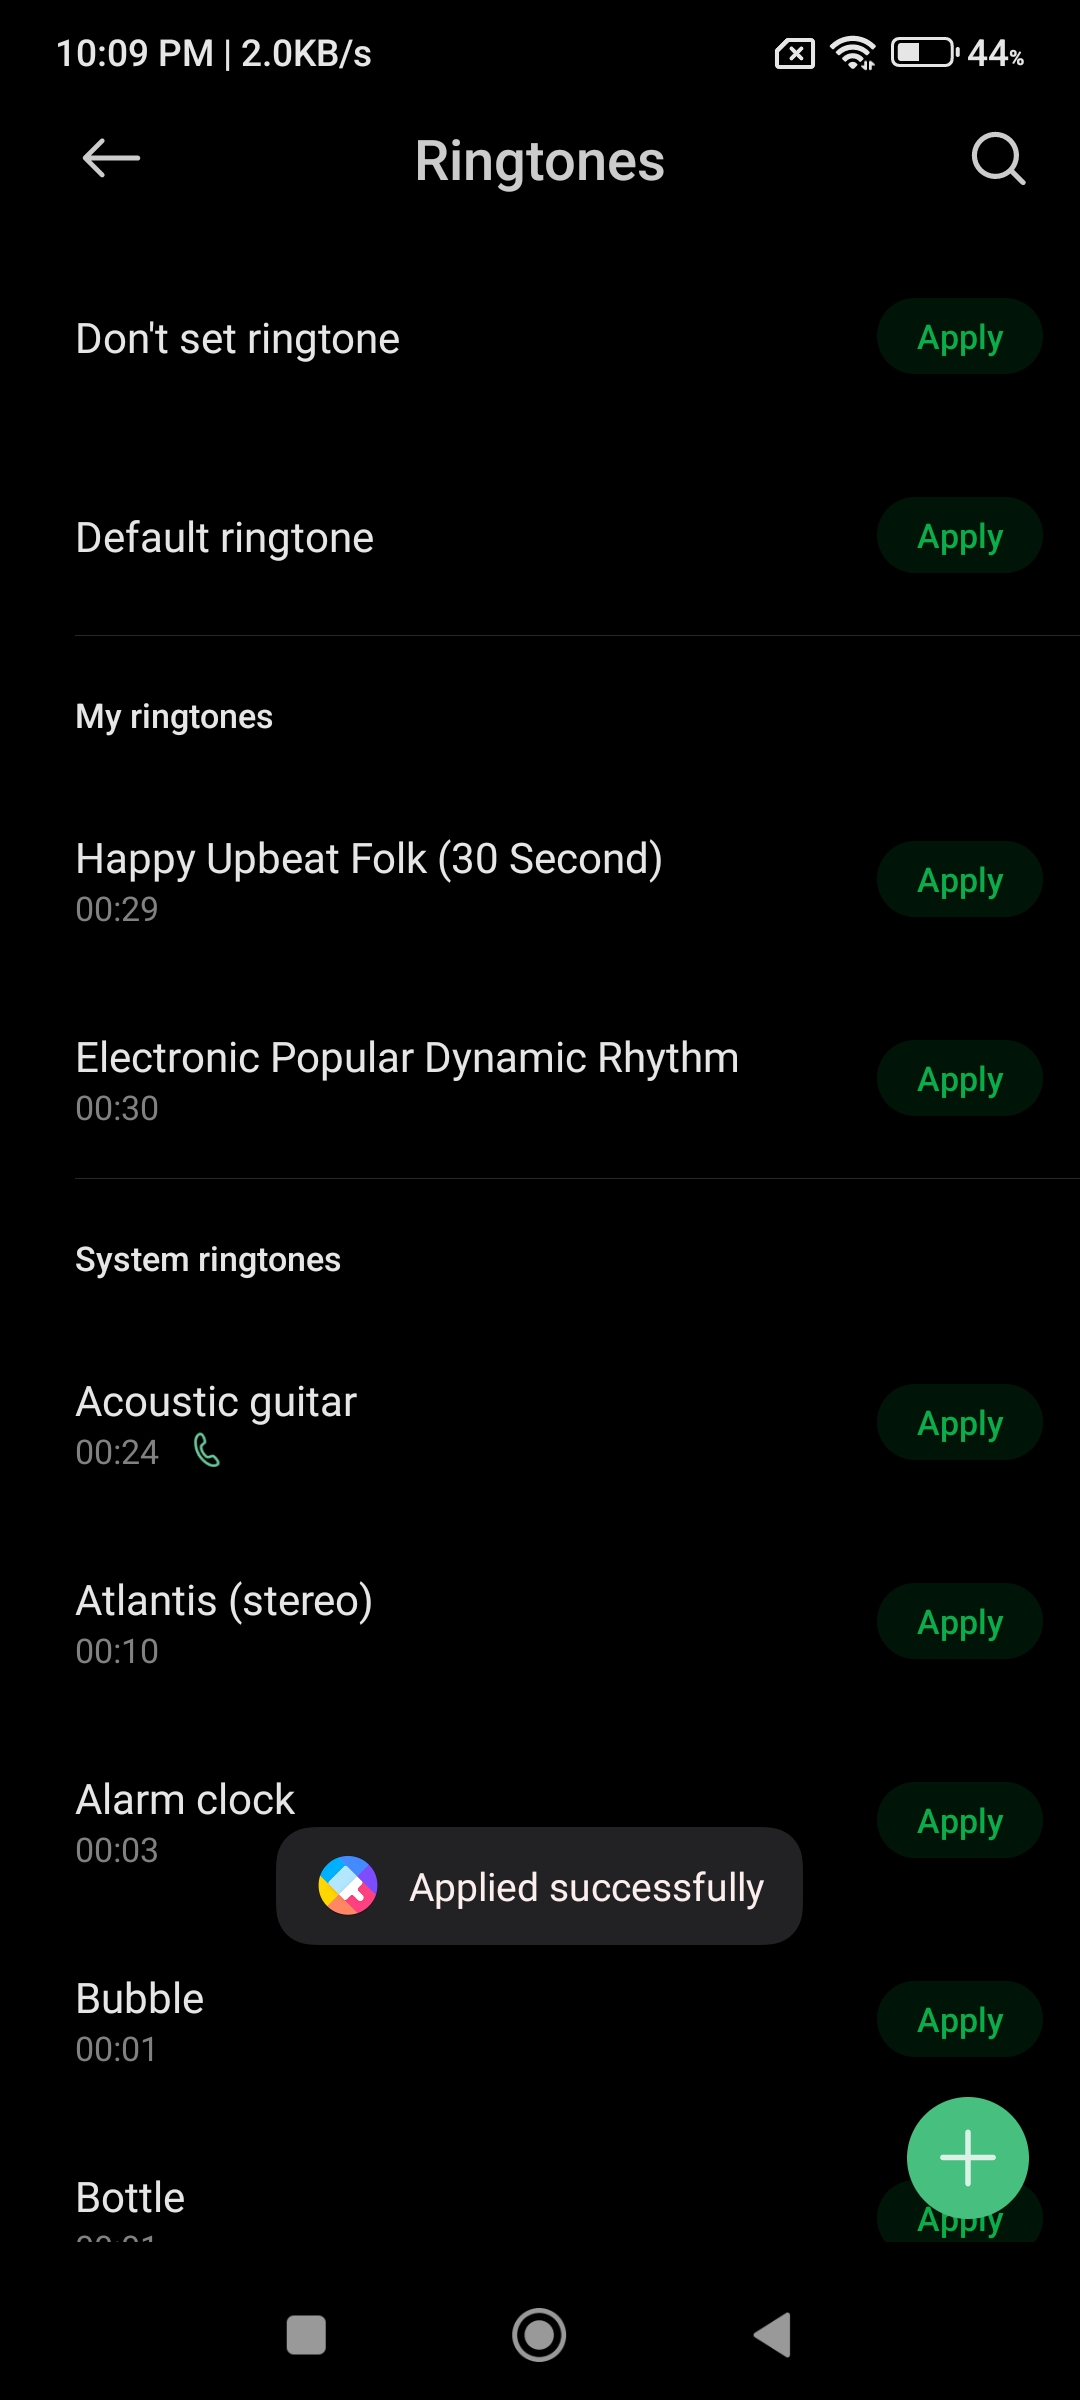 10:09 PM | 2.0KB/s 44%
Ringtones
Don't set ringtone Apply
Default ringtone Apply
My ringtones
Happy Upbeat Folk (30 Second) Apply
00:29
Electronic Popular Dynamic Rhythm Apply
00:30
System ringtones
Acoustic guitar Apply
00:24
Atlantis (stereo) Apply
00:10
Alarm clock Apply
00:03
Applied successfully
Bubble Apply
00:01
Bottle Apply